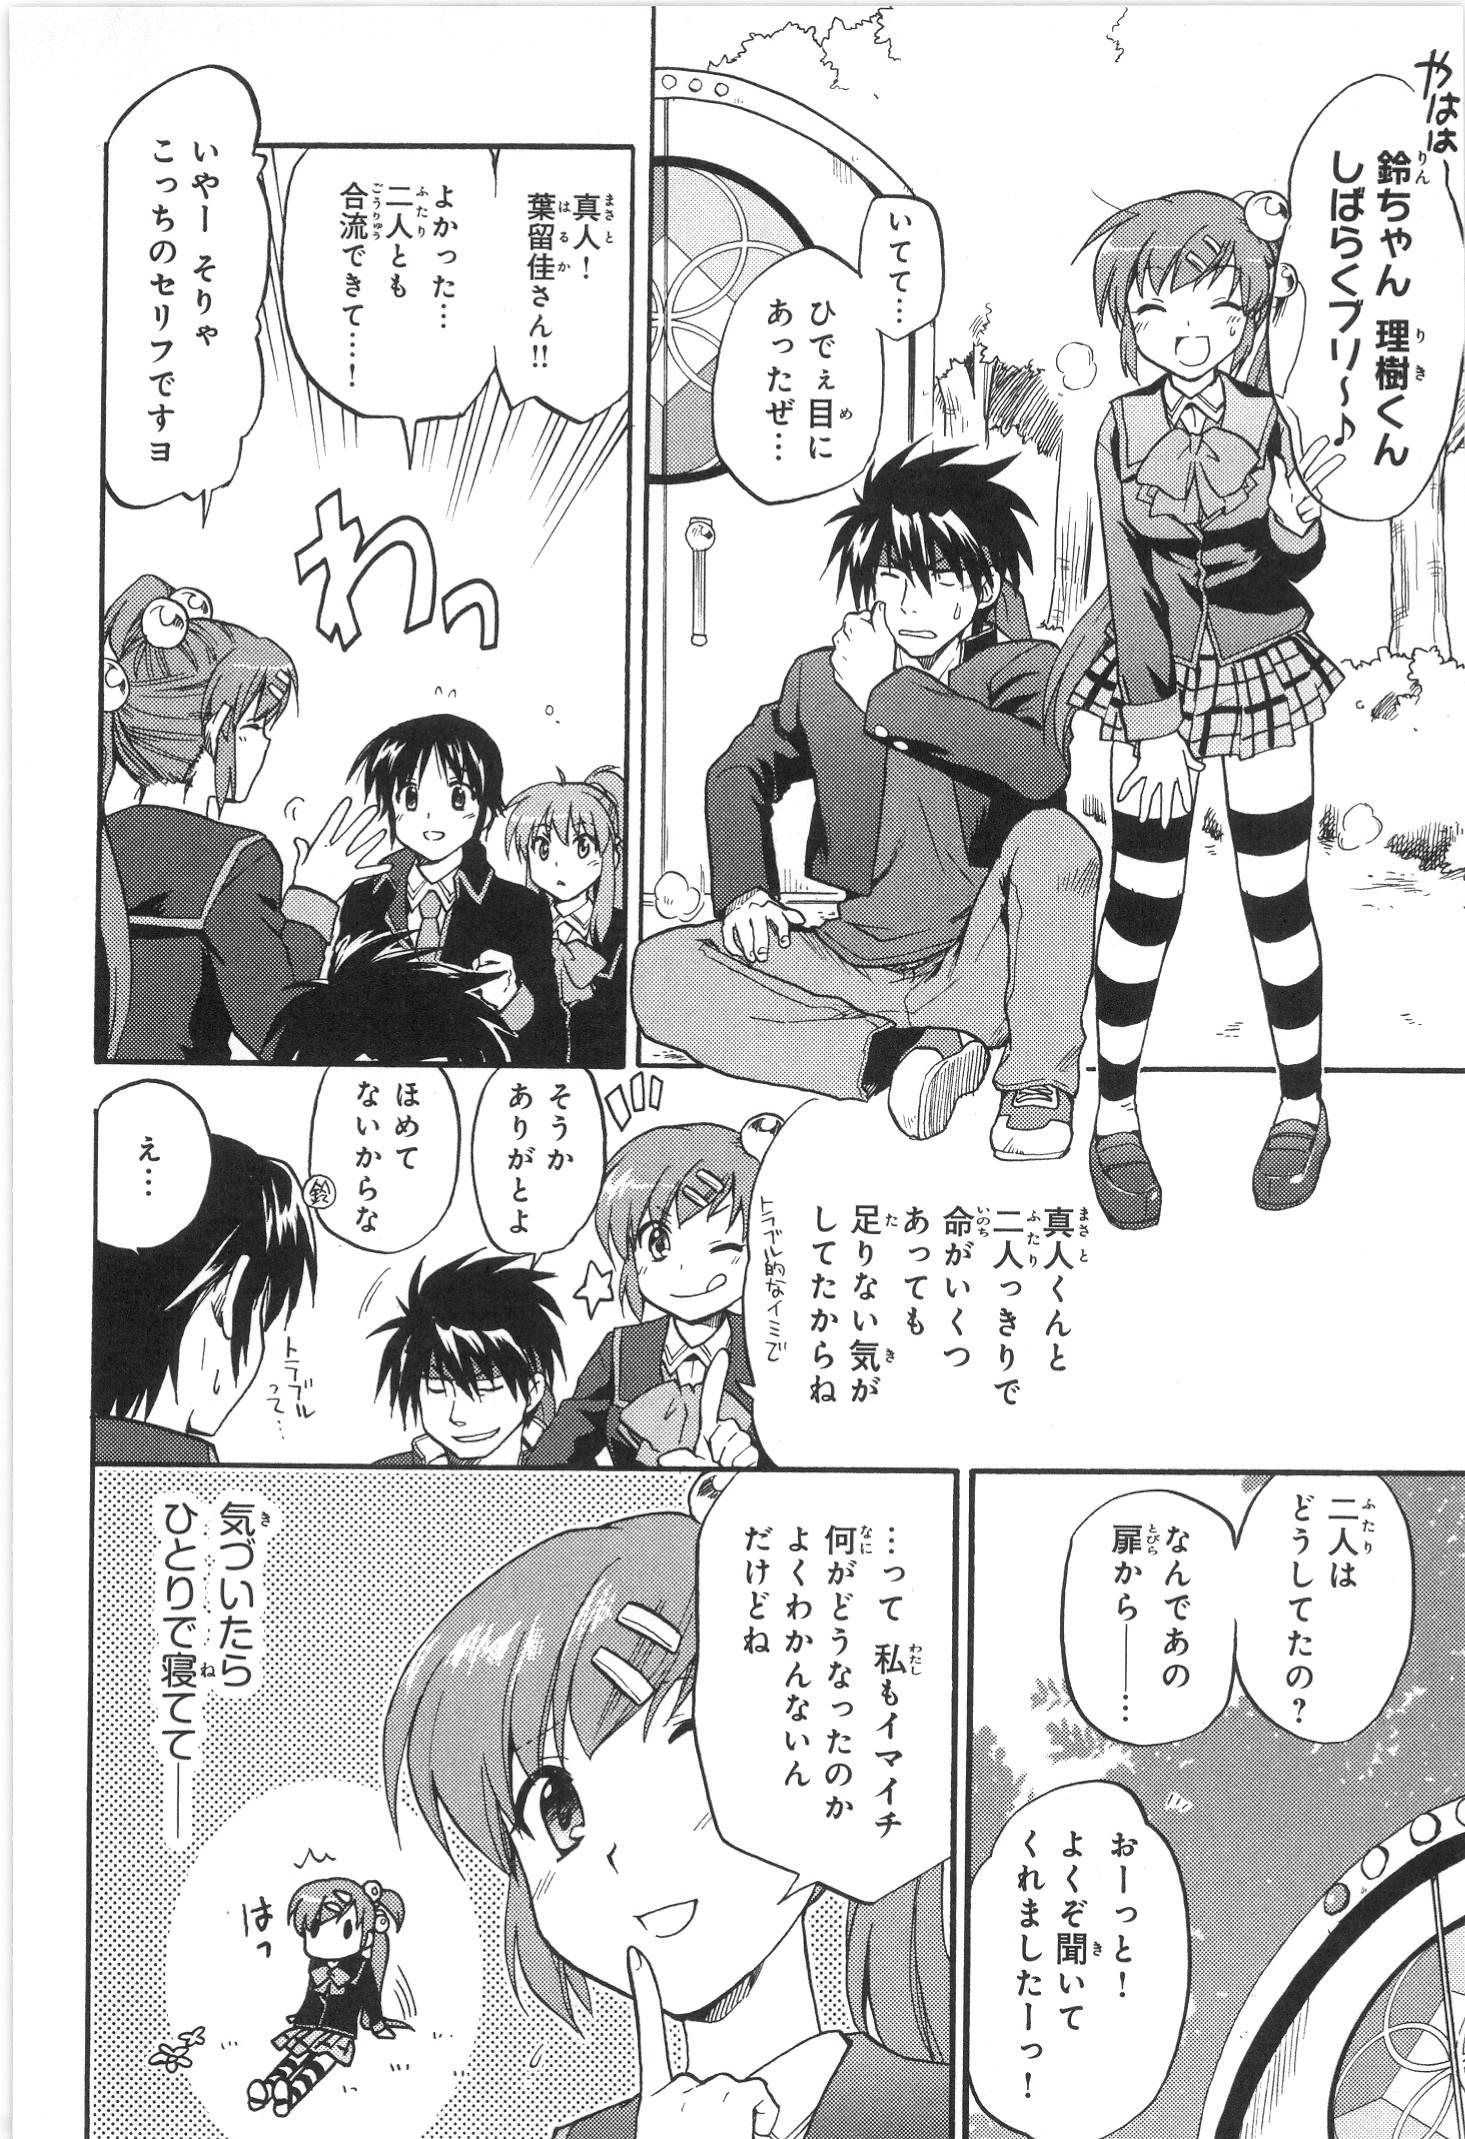 やはは～
鈴ちゃん 理樹くん
しばらくブリ～♪
いてて…
ひでぇ目に
あったぜ…
真人！
葉留佳さん!!
よかった…
二人とも
合流できて…！
いやー そりゃ
こっちのセリフですヨ
わっ
真人くんと
二人っきりで
命がいくつ
あっても
足りない気が
してたからね
トラブル的なイミで
そうか
ありがとよ
ほめて
ないからな
鈴
え…
トラブル
って…
二人は
どうしてたの？
なんであの
扉から――…
おーっと！
よくぞ聞いて
くれましたーっ！
…って 私もイマイチ
何がどうなったのか
よくわかんないん
だけどね
気づいたら
ひとりで寝てて――
はっ